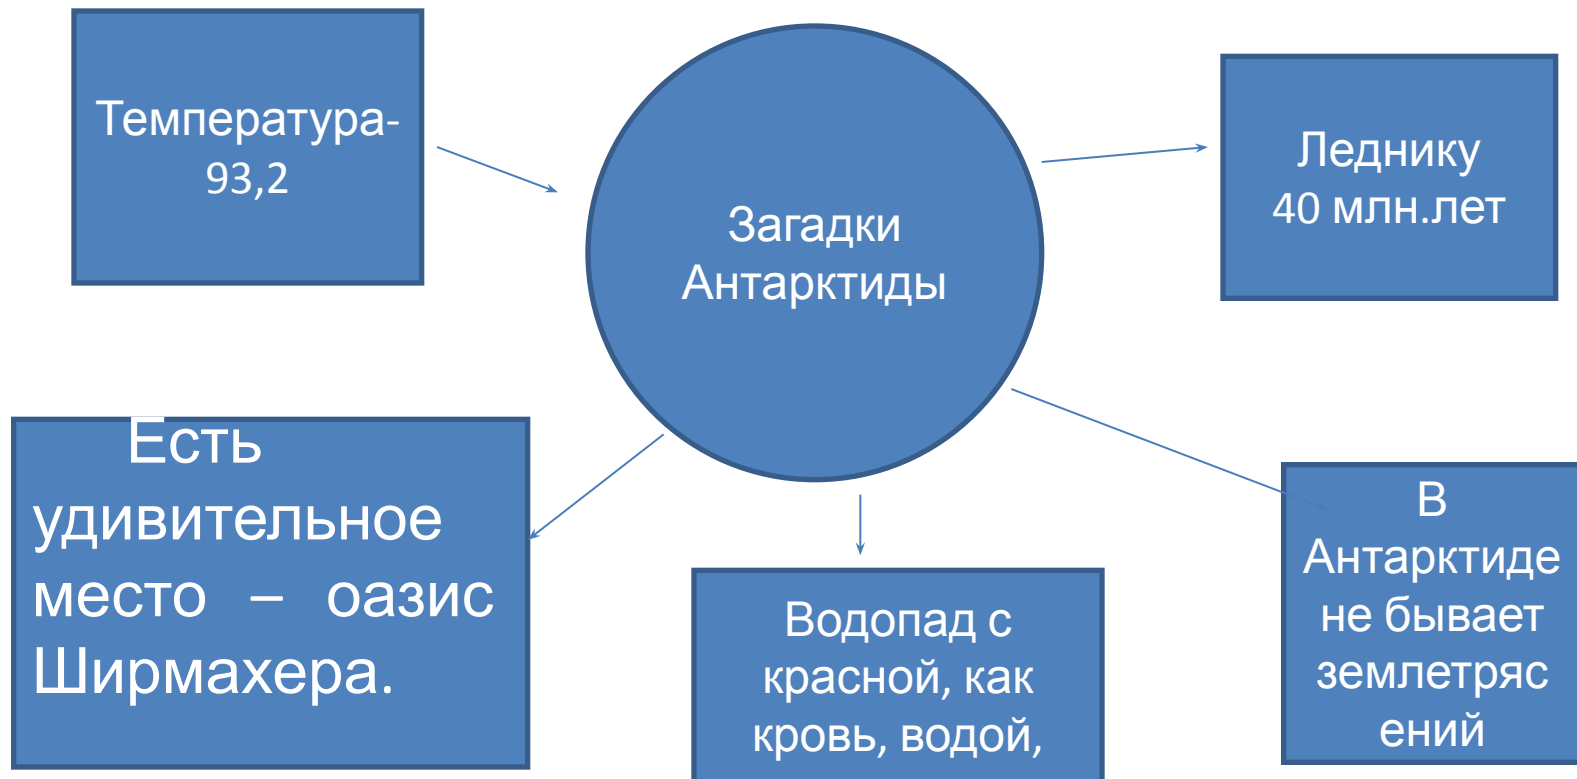 Температура-
93,2
Загадки
Антарктиды
Леднику
40 млн.лет
Есть
удивительное
место – оазис
Ширмахера.
Водопад с
красной, как
кровь, водой,
В
Антарктиде
не бывает
землетряс
ений